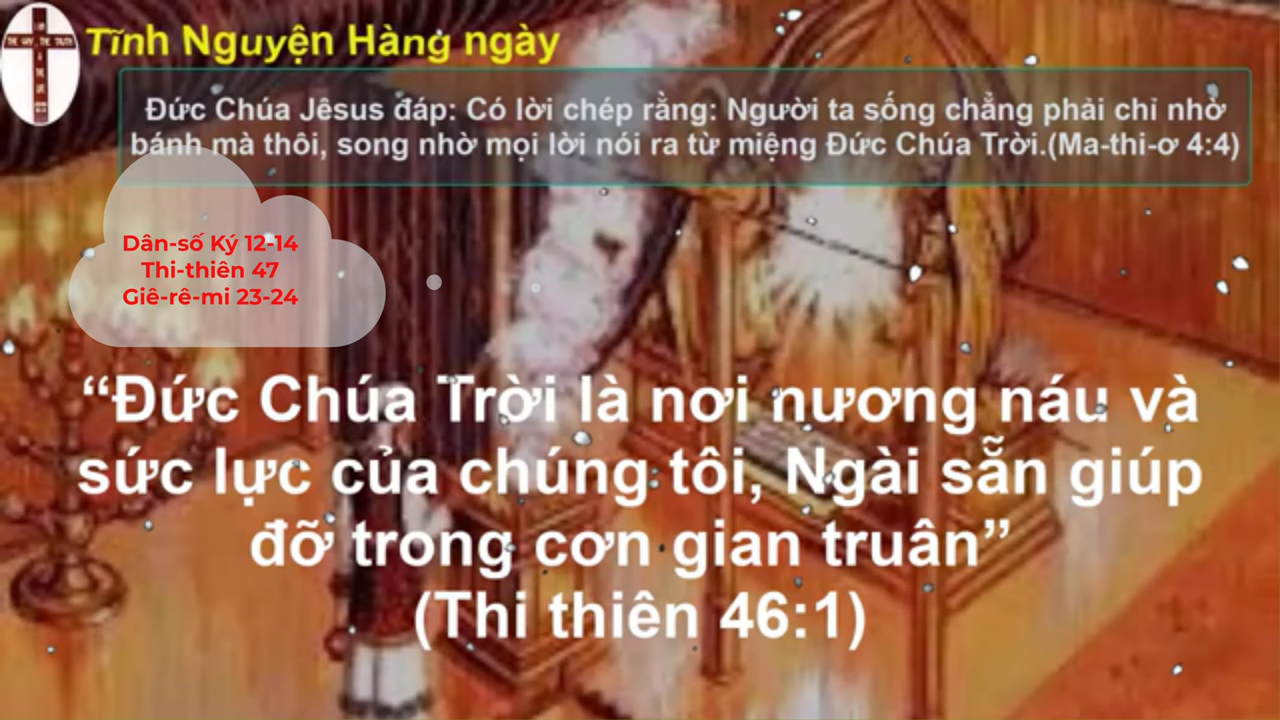 Tĩnh Nguyện Hàng ngày
Đức Chúa Jêsus đáp: Có lời chép rằng: Người ta sống chẳng phải chỉ nhờ
bánh mà thôi, song nhờ mọi lời nói ra từ miệng Đức Chúa Trời.(Ma-thi-ơ 4:4)
Dân-số Ký 12-14
Thi-thiên 47
Giê-rê-mi 23-24
“Đức Chúa Trời là nơi nương náu và
sức lực của chúng tôi, Ngài sẵn giúp
đỡ trong cơn gian truân”
(Thi thiên 46:1)